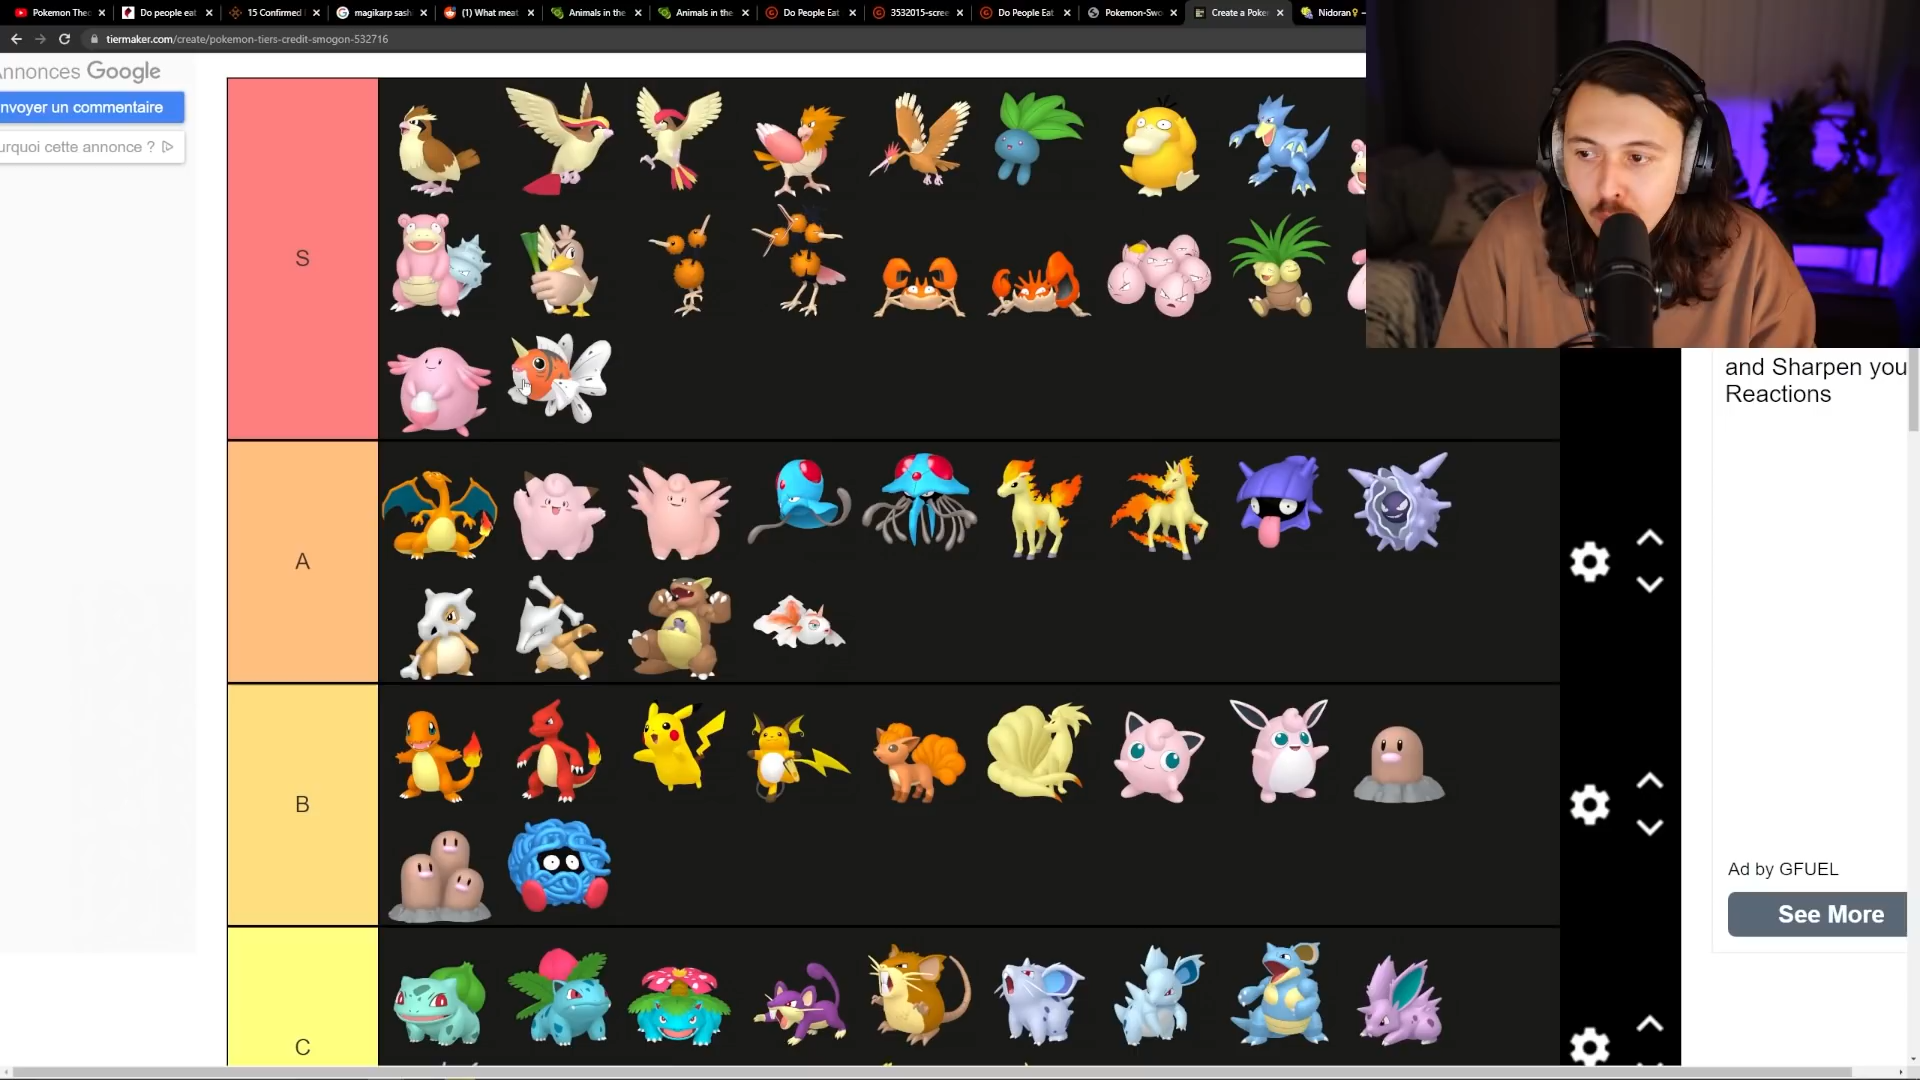 Pokemon Theo
Do people eat
15 Confirmed
magikarp sash
(1) What meat
Animals in the
Animals in the
Do People Eat
3532015-scree
Do People Eat
Pokemon-Swo
Create a Poke
Nidoran♀ –
tiermaker.com/create/pokemon-tiers-credit-smogon-532716
Annonces Google
nvoyer un commentaire
urquoi cette annonce ?
S
A
B
C
and Sharpen you
Reactions
Ad by GFUEL
See More